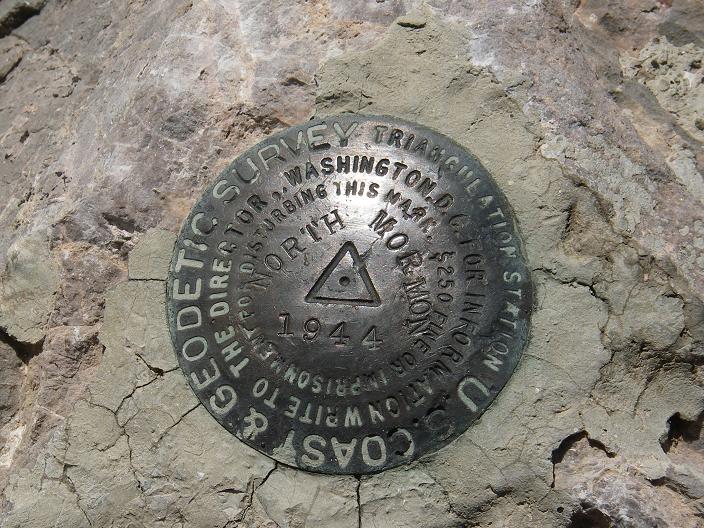 U.S. COAST & GEODETIC SURVEY
TRIANGULATION STATION
FOR INFORMATION WRITE TO THE DIRECTOR, WASHINGTON, D.C.
$250 FINE OR IMPRISONMENT FOR DISTURBING THIS MARK.
NORTH MORMON
1944